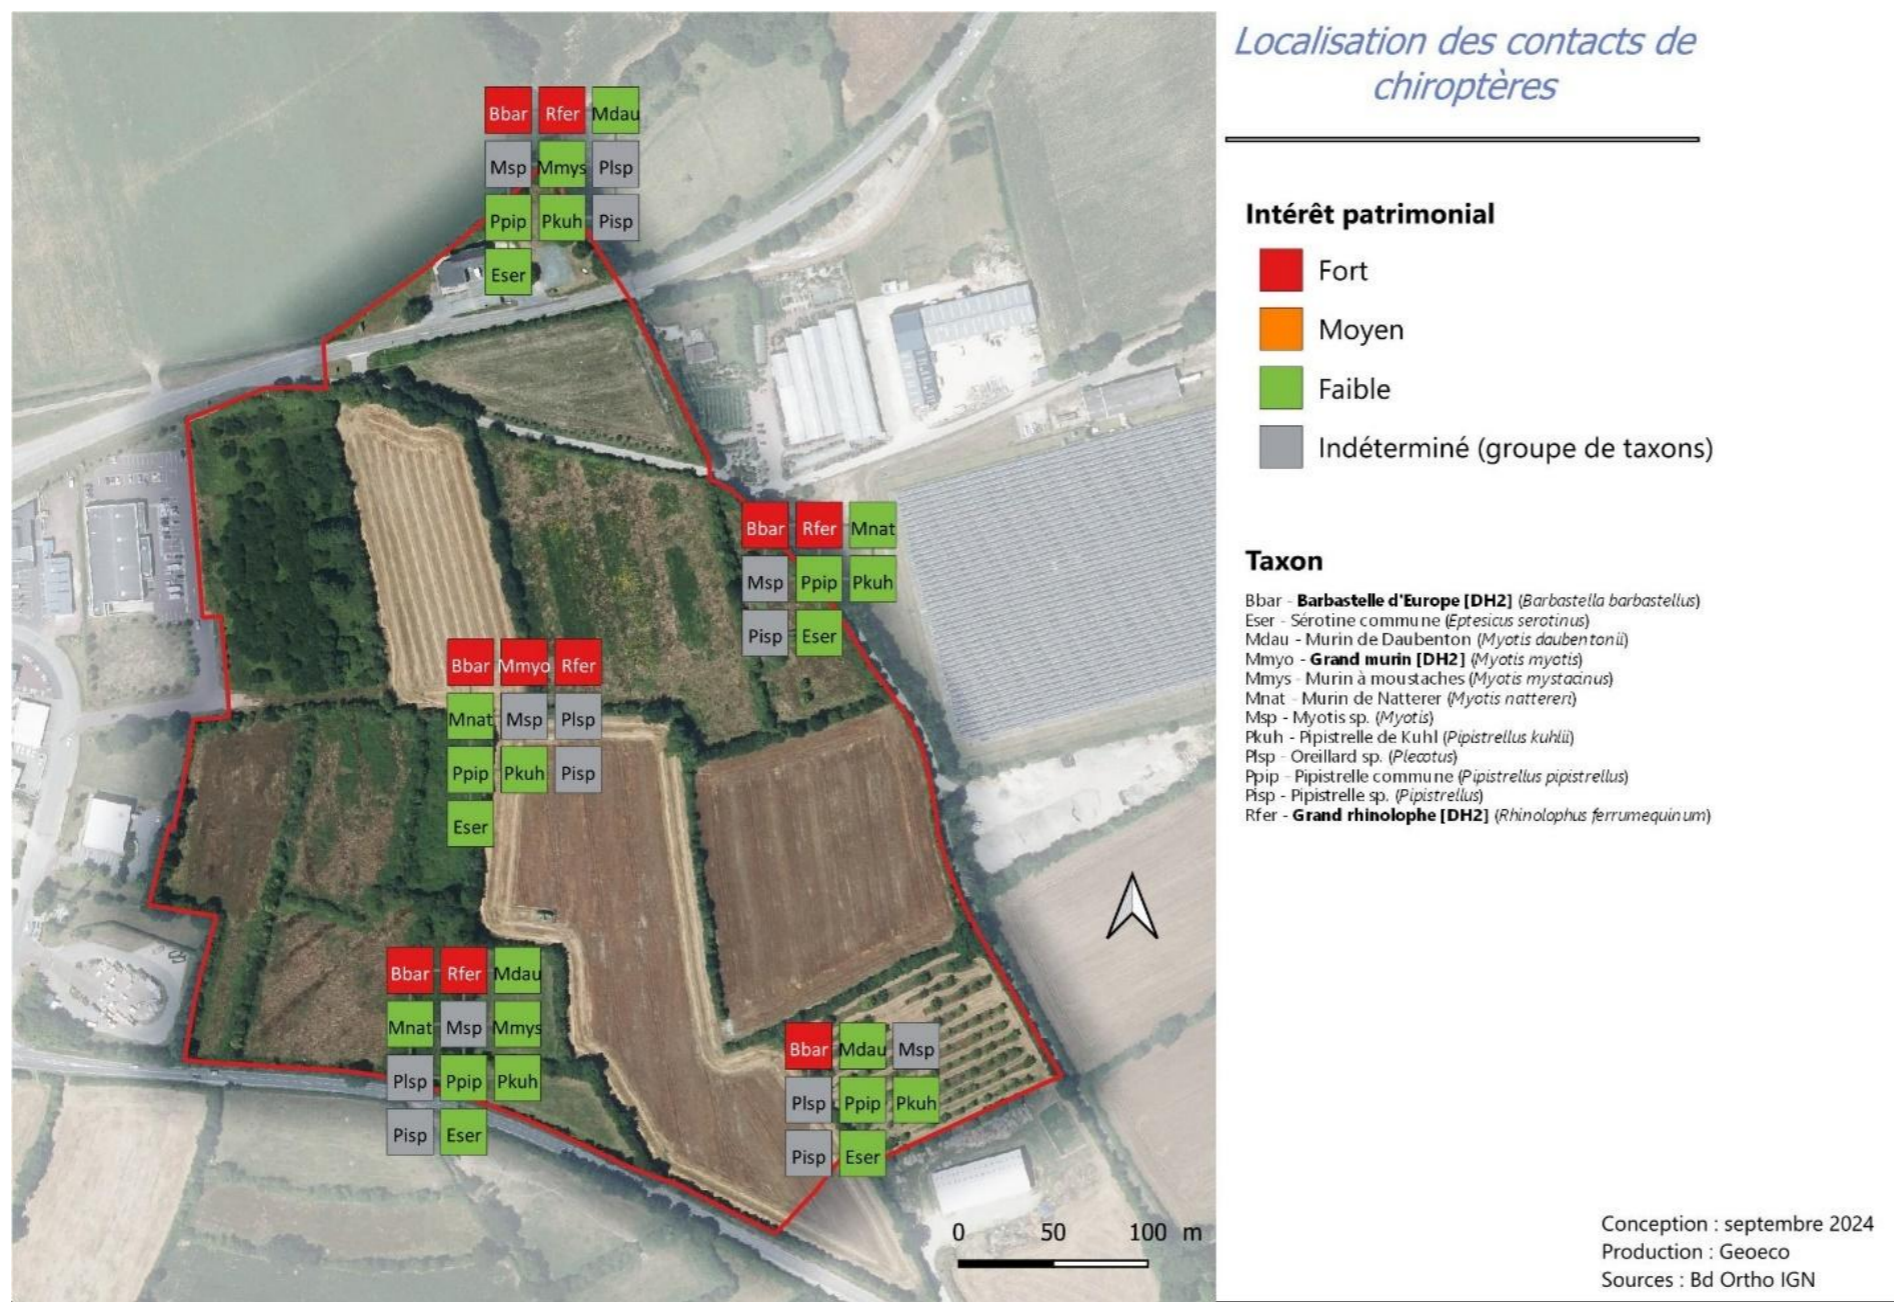 Localisation des contacts de
chiroptères
Bbar Rfer Mdau
Msp Mmys Plsp
Ppip Pkuh Pisp
Eser
Bbar Rfer Mnat
Msp Ppip Pkuh
Pisp Eser
Bbar Mmyo Rfer
Mnat Msp Plsp
Ppip Pkuh Pisp
Eser
Bbar Rfer Mdau
Mnat Msp Mmys
Plsp Ppip Pkuh
Pisp Eser
Bbar Mdau Msp
Plsp Ppip Pkuh
Pisp Eser
0 50 100 m
Intérêt patrimonial
Fort
Moyen
Faible
Indéterminé (groupe de taxons)
Taxon
Bbar - Barbastelle d'Europe [DH2] (Barbastella barbastellus)
Eser - Sérotine commune (Eptesicus serotinus)
Mdau - Murin de Daubenton (Myotis daubentonii)
Mmyo - Grand murin [DH2] (Myotis myotis)
Mmys - Murin à moustaches (Myotis mystacinus)
Mnat - Murin de Natterer (Myotis nattereri)
Msp - Myotis sp. (Myotis)
Pkuh - Pipistrelle de Kuhl (Pipistrellus kuhlii)
Plsp - Oreillard sp. (Plecotus)
Ppip - Pipistrelle commune (Pipistrellus pipistrellus)
Pisp - Pipistrelle sp. (Pipistrellus)
Rfer - Grand rhinolophe [DH2] (Rhinolophus ferrumequinum)
Conception : septembre 2024
Production : Geoeco
Sources : Bd Ortho IGN